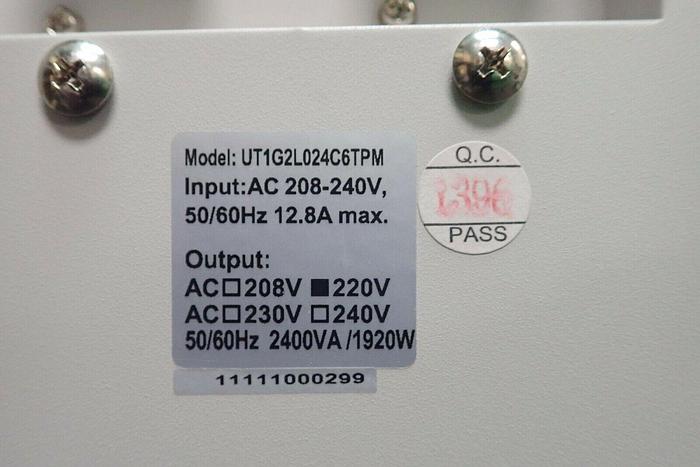 Model: UT1G2L024C6TPM
Input:AC 208-240V,
50/60Hz 12.8A max.
Output:
AC☐208V ■220V
AC☐230V ☐240V
50/60Hz 2400VA /1920W
11111000299
Q.C.
PASS